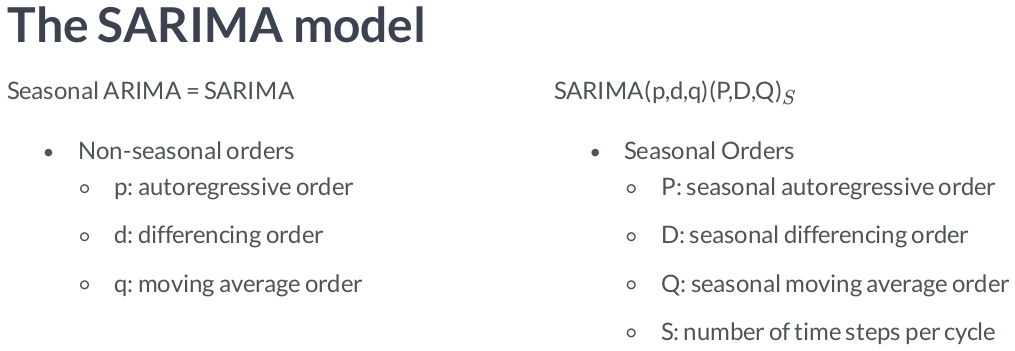 The SARIMA model
Seasonal ARIMA = SARIMA
• Non-seasonal orders
◦ p: autoregressive order
◦ d: differencing order
◦ q: moving average order
SARIMA(p,d,q)(P,D,Q)S
• Seasonal Orders
◦ P: seasonal autoregressive order
◦ D: seasonal differencing order
◦ Q: seasonal moving average order
◦ S: number of time steps per cycle